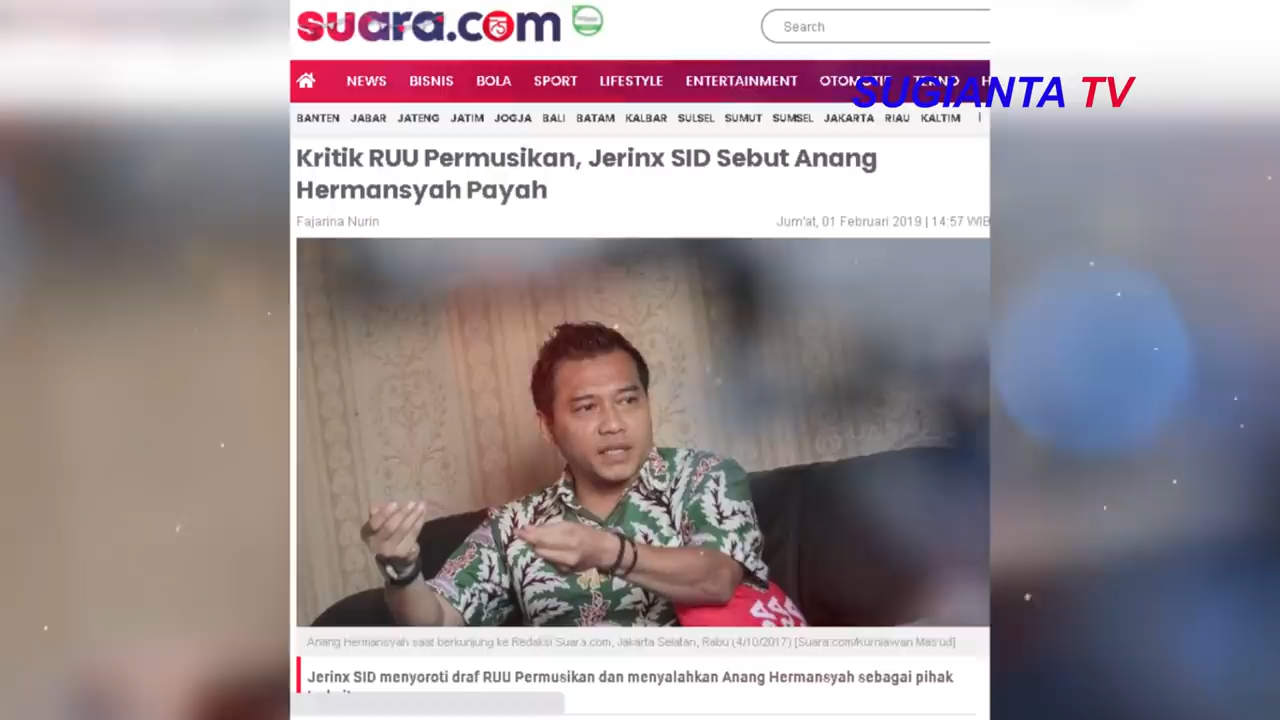 suara.com
Search
NEWS BISNIS BOLA SPORT LIFESTYLE ENTERTAINMENT OTOMOTIF TEKNO H
SUGIANTA TV
BANTEN JABAR JATENG JATIM JOGJA BALI BATAM KALBAR SULSEL SUMUT SUMSEL JAKARTA RIAU KALTIM
Kritik RUU Permusikan, Jerinx SID Sebut Anang
Hermansyah Payah
Fajarina Nurin
Jum'at, 01 Februari 2019 | 14:57 WIB
Anang Hermansyah saat berkunjung ke Redaksi Suara.com, Jakarta Selatan, Rabu (4/10/2017) [Suara.com/Kurniawan Mas'ud]
Jerinx SID menyoroti draf RUU Permusikan dan menyalahkan Anang Hermansyah sebagai pihak